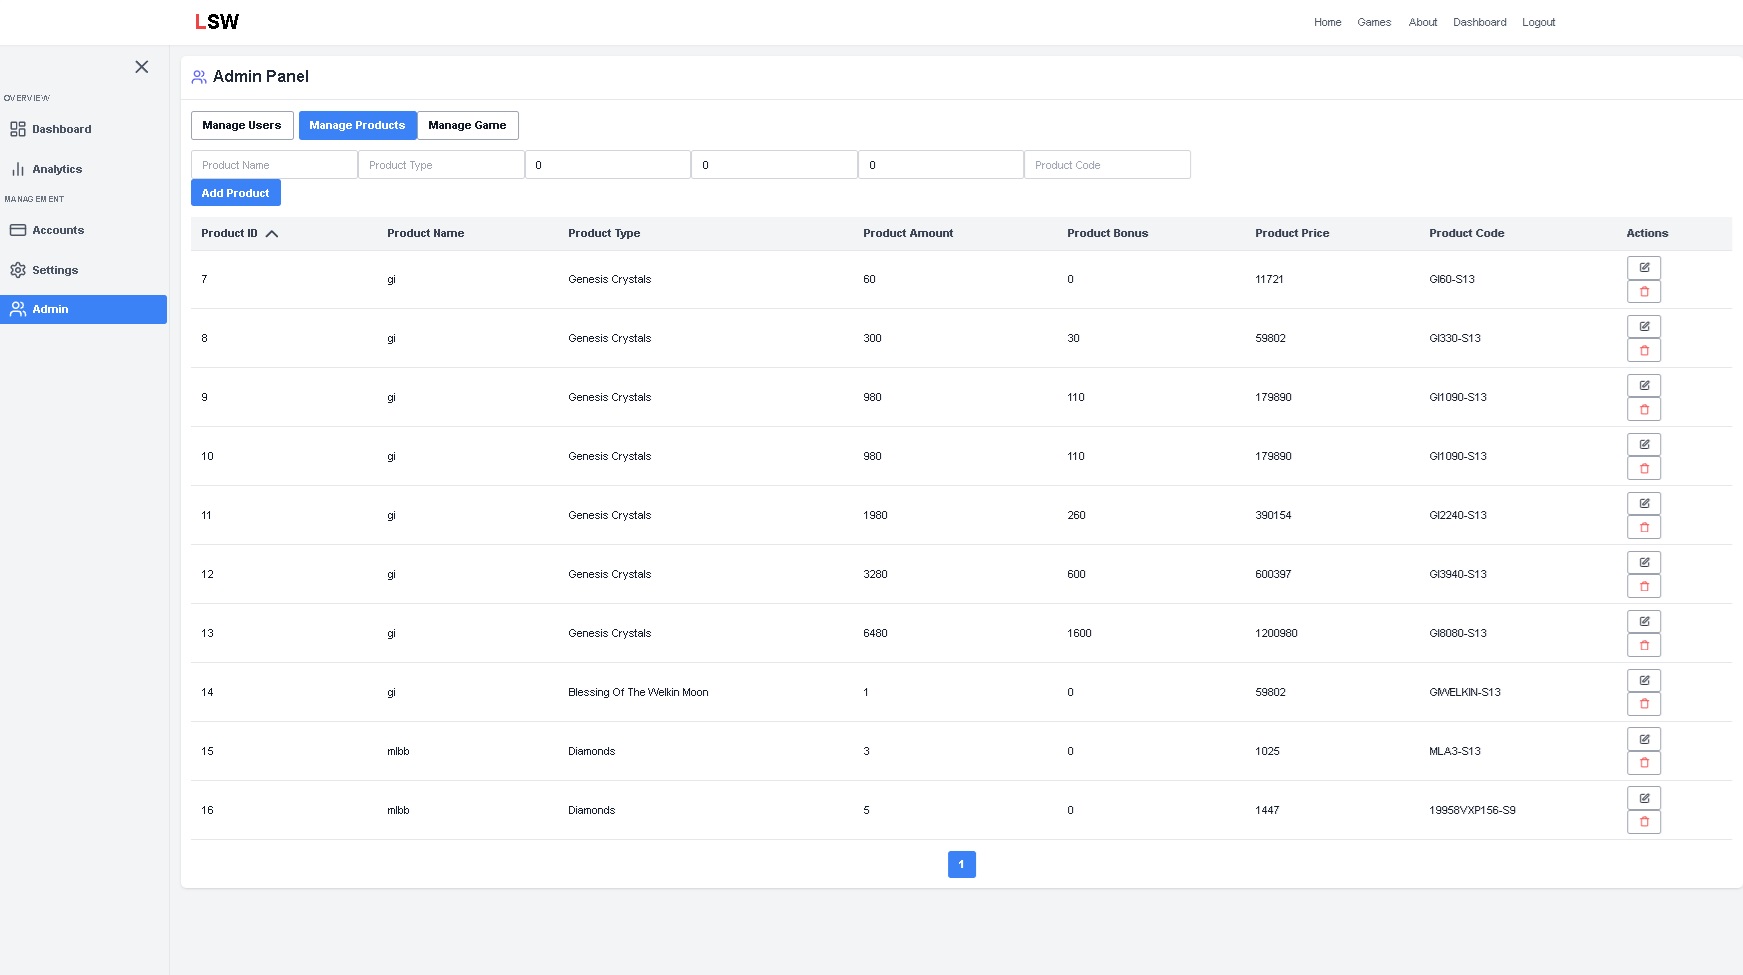 LSW
Home Games About Dashboard Logout
OVERVIEW
Dashboard
Analytics
MANAGEMENT
Accounts
Settings
Admin
Admin Panel
Manage Users Manage Products Manage Game
Product Name Product Type 0 0 0 Product Code
Add Product
Product ID Product Name Product Type Product Amount Product Bonus Product Price Product Code Actions
7 gi Genesis Crystals 60 0 11721 GI60-S13
8 gi Genesis Crystals 300 30 59802 GI330-S13
9 gi Genesis Crystals 980 110 179890 GI1090-S13
10 gi Genesis Crystals 980 110 179890 GI1090-S13
11 gi Genesis Crystals 1980 260 390154 GI2240-S13
12 gi Genesis Crystals 3280 600 600397 GI3940-S13
13 gi Genesis Crystals 6480 1600 1200980 GI8080-S13
14 gi Blessing Of The Welkin Moon 1 0 59802 GIWELKIN-S13
15 mlbb Diamonds 3 0 1025 MLA3-S13
16 mlbb Diamonds 5 0 1447 19958VXP156-S9
1